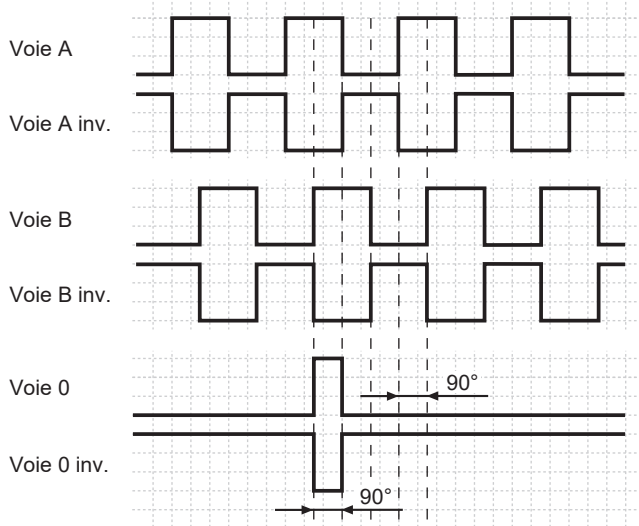 Voie A
Voie A inv.
Voie B
Voie B inv.
Voie 0
90°
Voie 0 inv.
90°